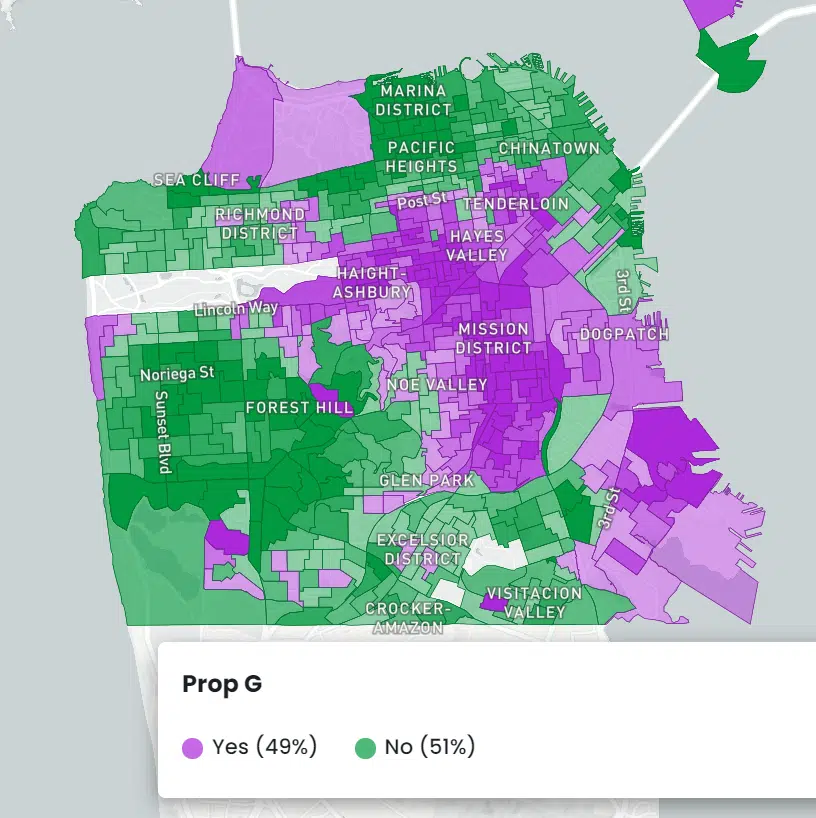 MARINA
DISTRICT
PACIFIC
HEIGHTS
CHINATOWN
SEA CLIFF
Post St
TENDERLOIN
RICHMOND
DISTRICT
HAYES
VALLEY
HAIGHT-
ASHBURY
3rd St
Lincoln Way
MISSION
DISTRICT
DOGPATCH
Noriega St
NOE VALLEY
FOREST HILL
Sunset Blvd
GLEN PARK
3rd St
EXCELSIOR
DISTRICT
VISITACION
VALLEY
CROCKER-
AMAZON
Prop G
Yes (49%)
No (51%)